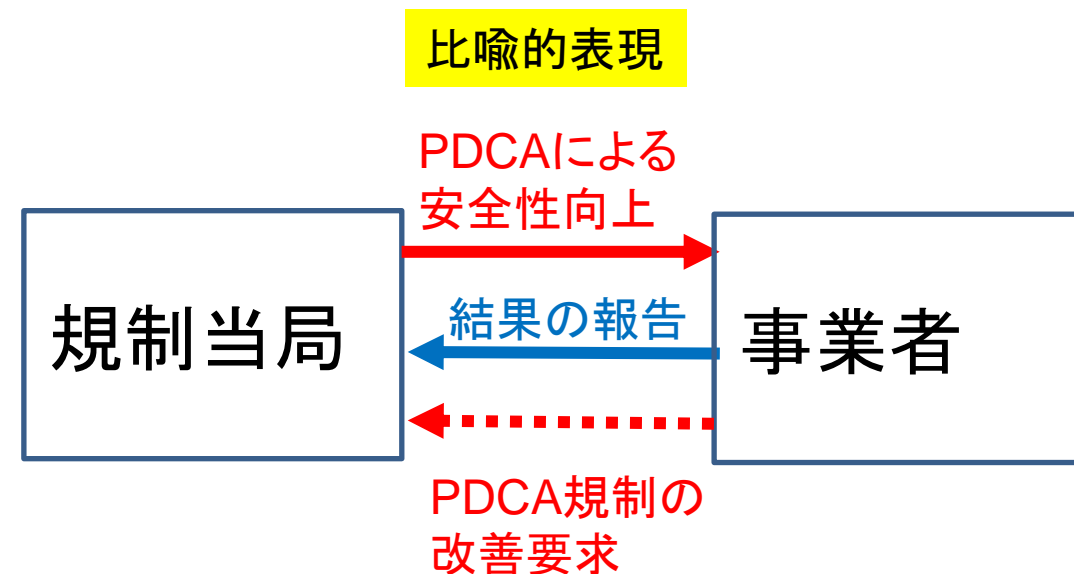 比喩的表現
PDCAによる
安全性向上
規制当局
結果の報告
事業者
PDCA規制の
改善要求